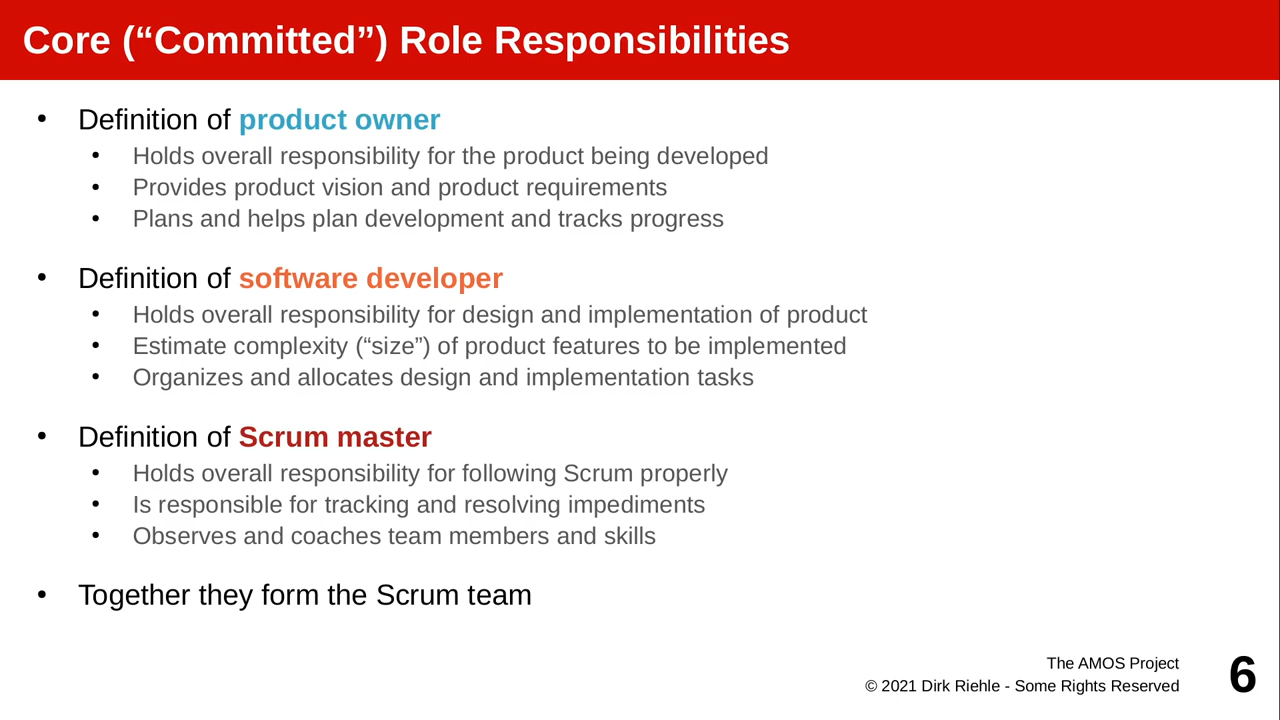 Core (“Committed”) Role Responsibilities
• Definition of product owner
• Holds overall responsibility for the product being developed
• Provides product vision and product requirements
• Plans and helps plan development and tracks progress
• Definition of software developer
• Holds overall responsibility for design and implementation of product
• Estimate complexity (“size”) of product features to be implemented
• Organizes and allocates design and implementation tasks
• Definition of Scrum master
• Holds overall responsibility for following Scrum properly
• Is responsible for tracking and resolving impediments
• Observes and coaches team members and skills
• Together they form the Scrum team
The AMOS Project
© 2021 Dirk Riehle - Some Rights Reserved
6